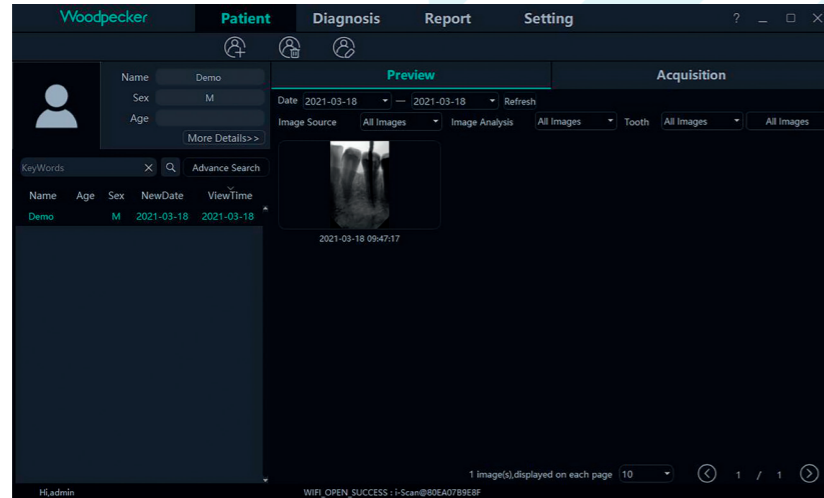 Woodpecker Patient Diagnosis Report Setting ?
Name Demo
Sex M
Age
More Details>>
Preview Acquisition
Date 2021-03-18 — 2021-03-18 Refresh
Image Source All Images Image Analysis All Images Tooth All Images All Images
KeyWords Advance Search
Name Age Sex NewDate ViewTime
Demo M 2021-03-18 2021-03-18
2021-03-18 09:47:17
1 image(s),displayed on each page 10 1 / 1
Hi,admin WIFI_OPEN_SUCCESS : i-Scan@80EA07B9E8F